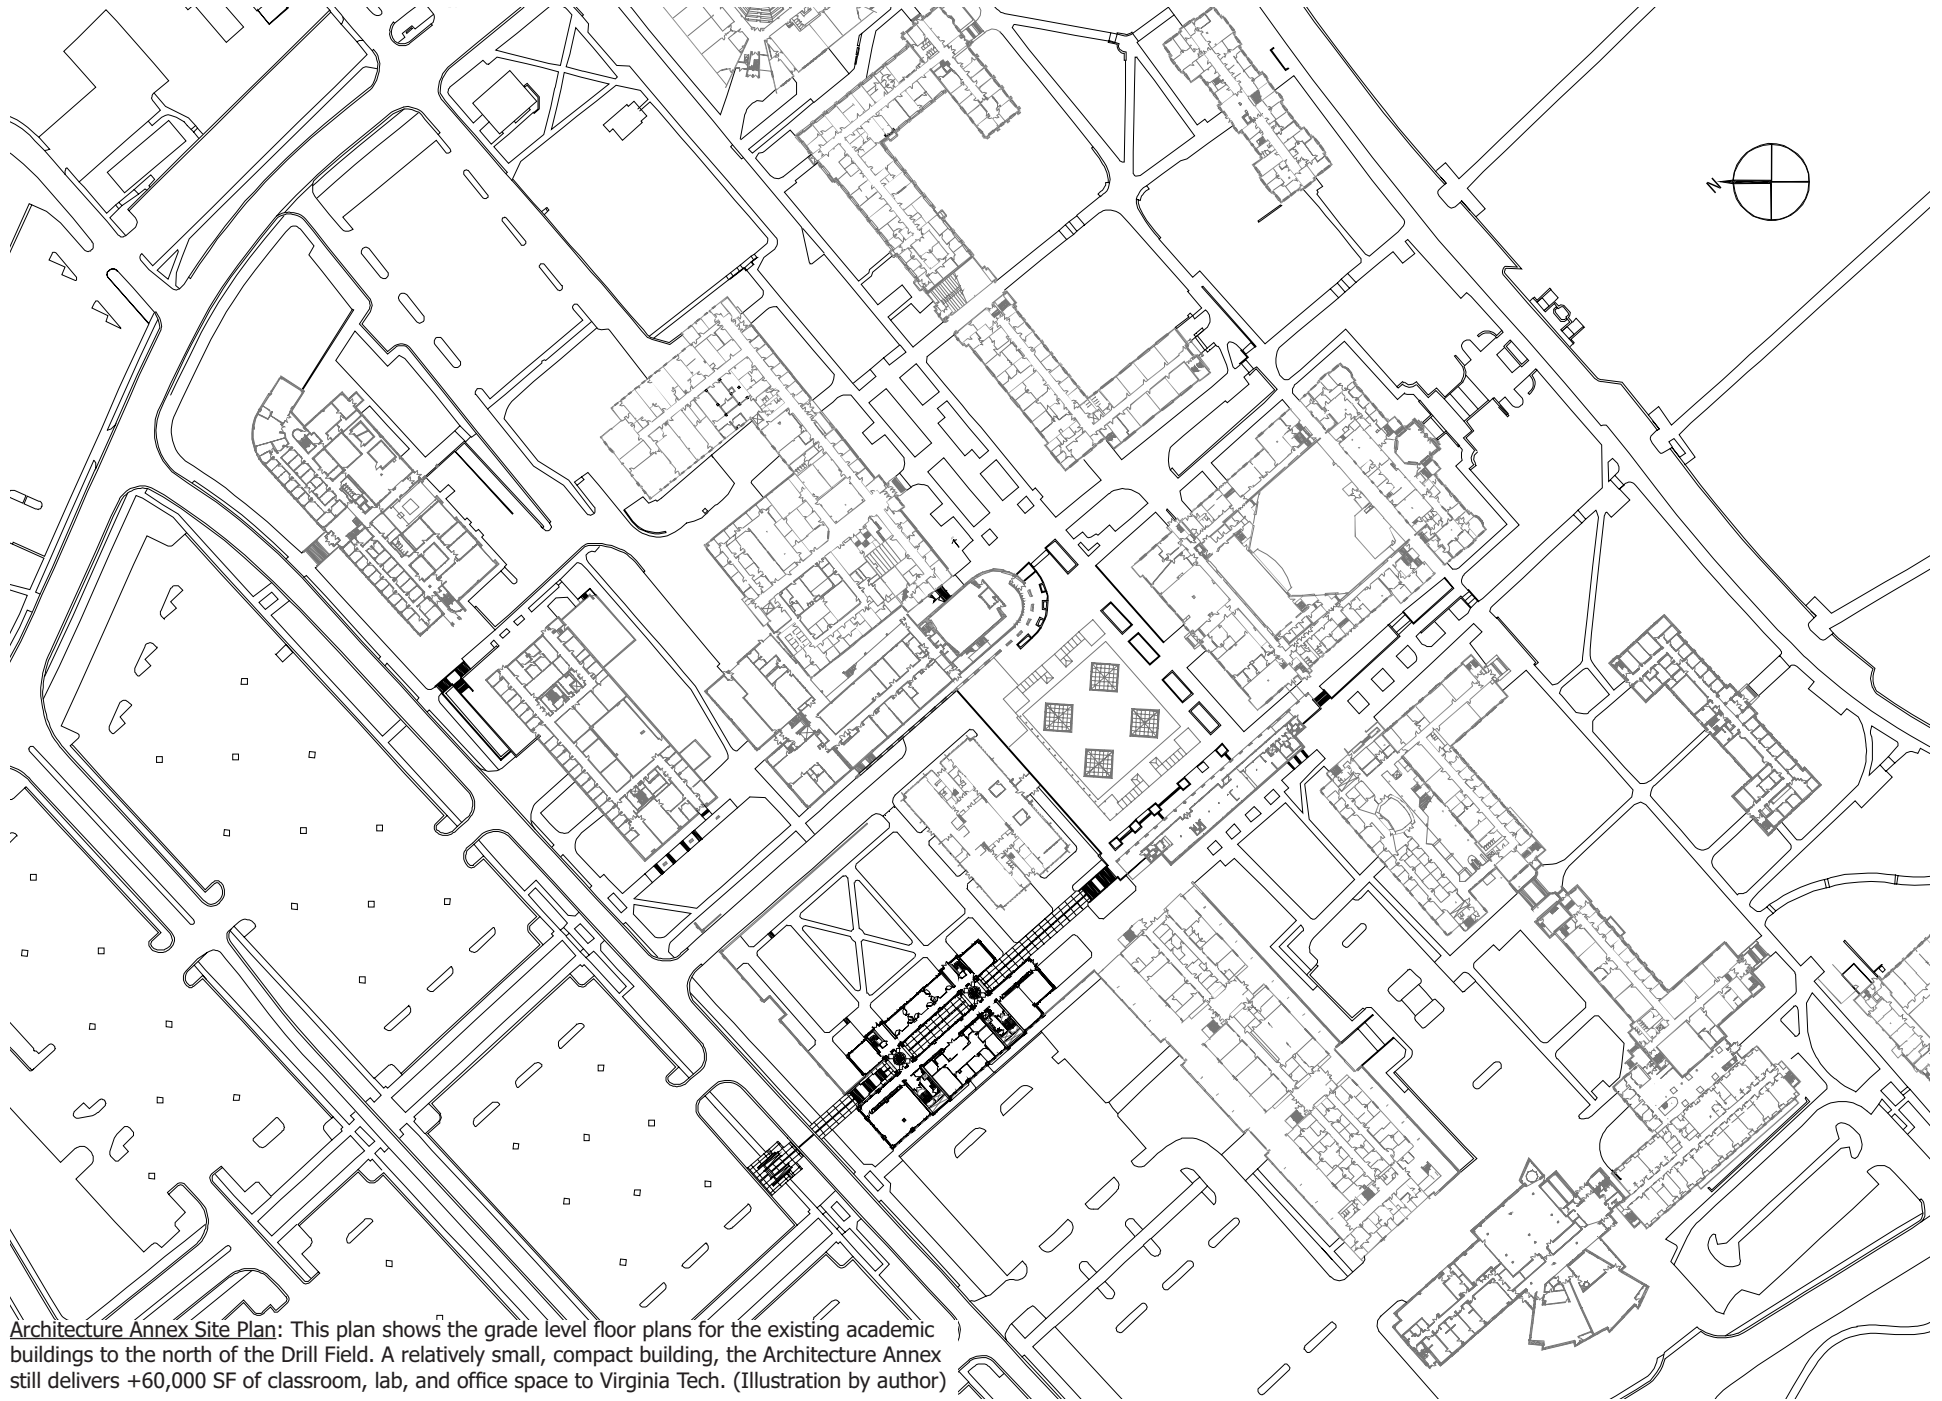 N
Architecture Annex Site Plan: This plan shows the grade level floor plans for the existing academic
buildings to the north of the Drill Field. A relatively small, compact building, the Architecture Annex
still delivers +60,000 SF of classroom, lab, and office space to Virginia Tech. (Illustration by author)